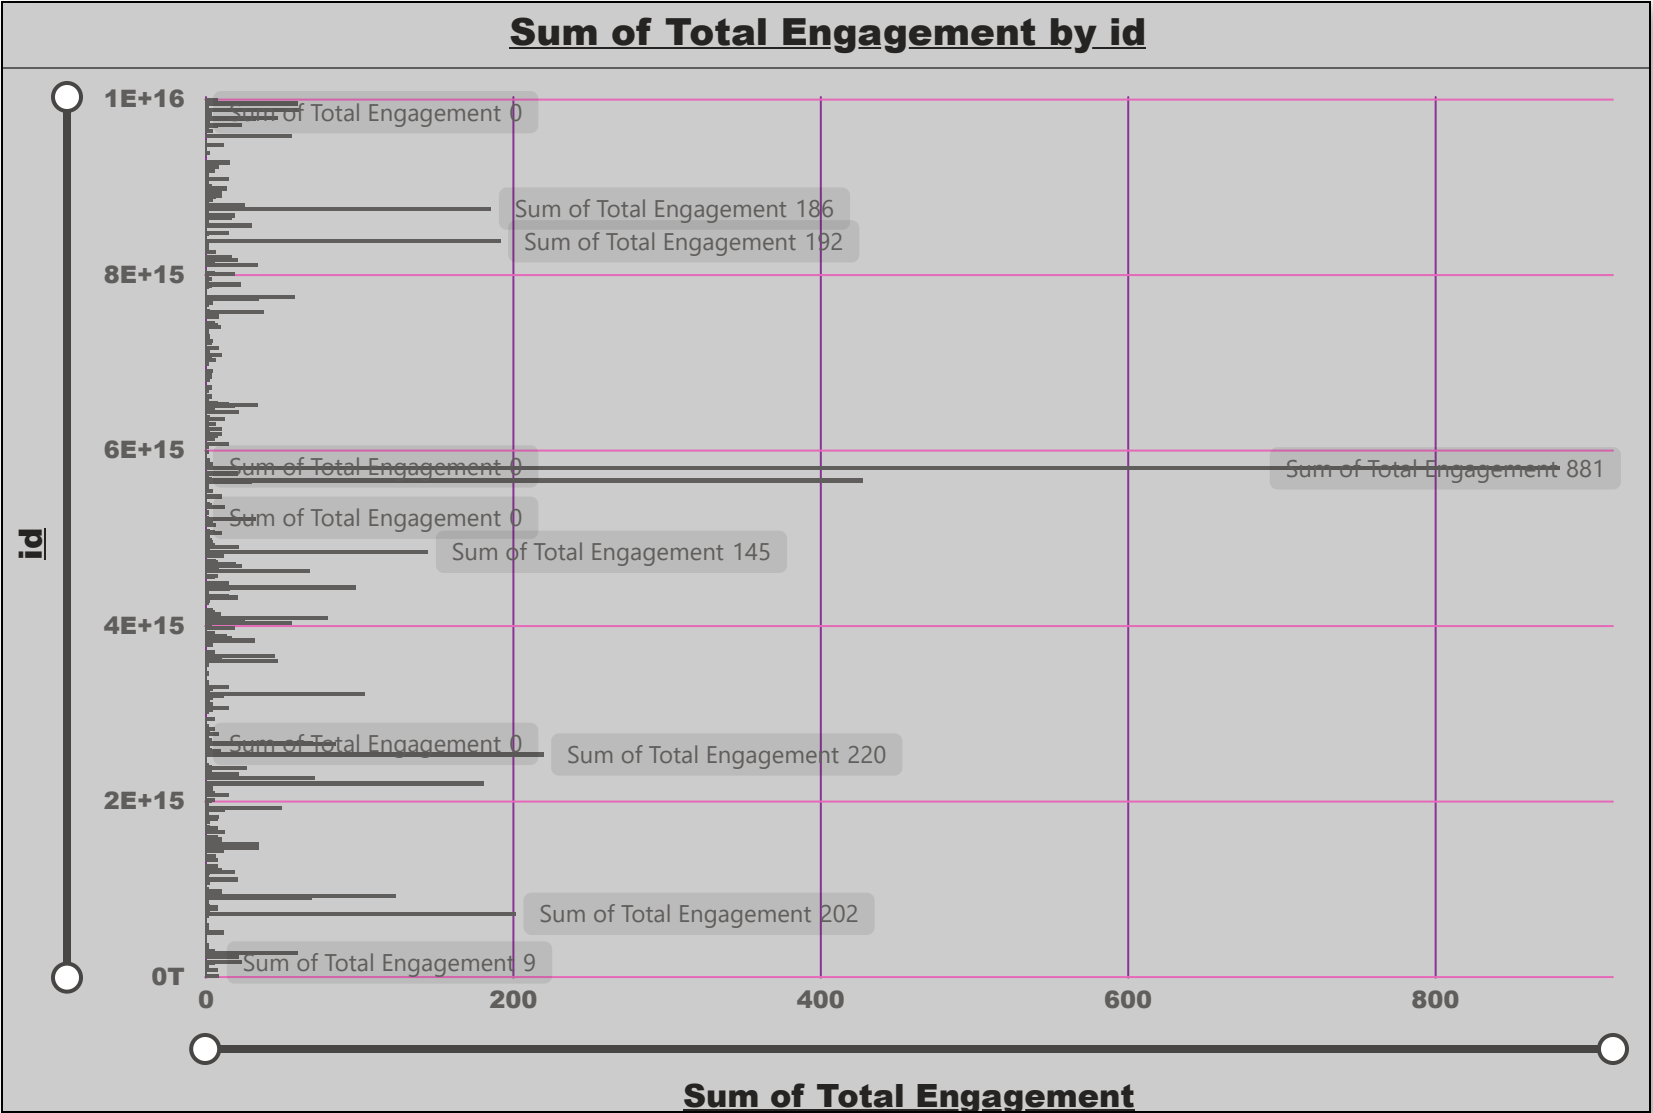 Sum of Total Engagement by id
1E+16
Sum of Total Engagement 0
Sum of Total Engagement 186
Sum of Total Engagement 192
8E+15
6E+15
Sum of Total Engagement 0
Sum of Total Engagement 881
Sum of Total Engagement 0
id
Sum of Total Engagement 145
4E+15
Sum of Total Engagement 0
Sum of Total Engagement 220
2E+15
Sum of Total Engagement 202
Sum of Total Engagement 9
0T
0 200 400 600 800
Sum of Total Engagement